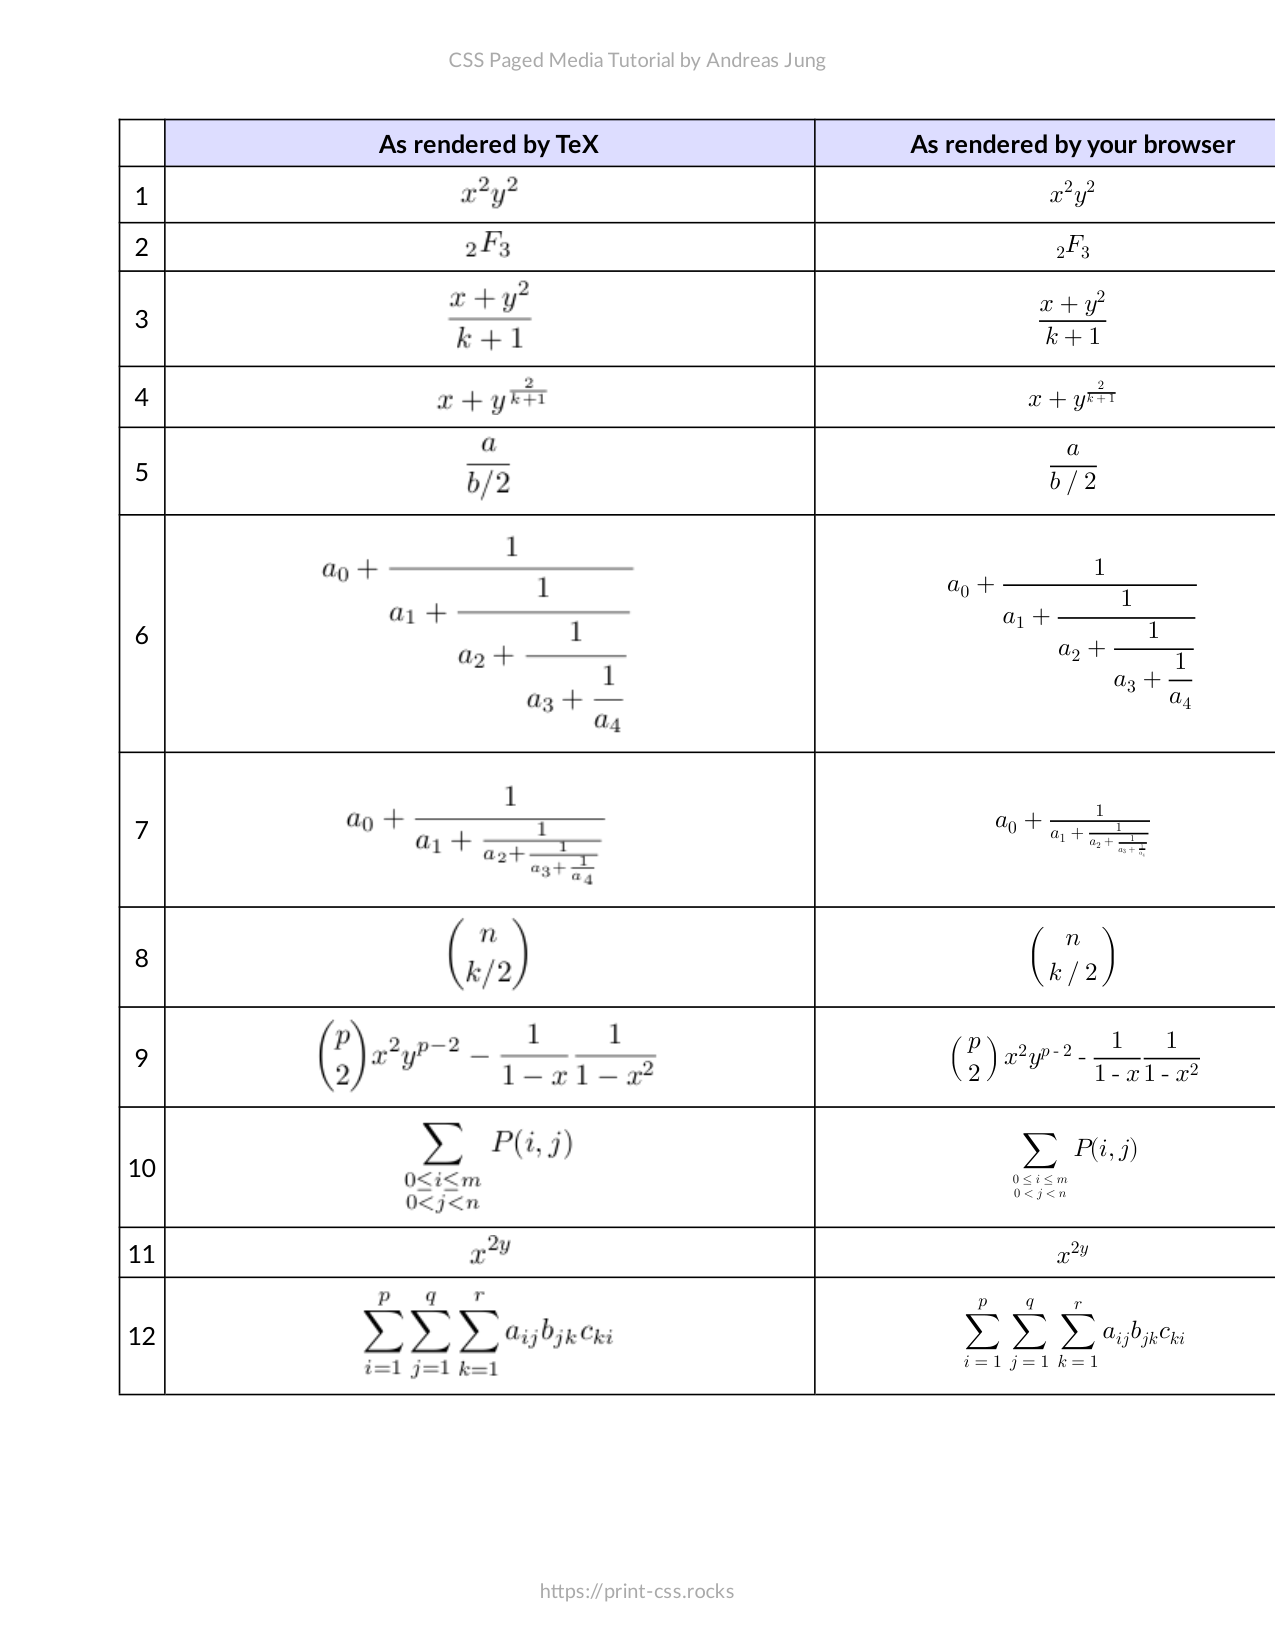 CSS Paged Media Tutorial by Andreas Jung
As rendered by TeX As rendered by your browser
1 $x^2y^2$ $x^2y^2$
2 ${}_2F_3$ ${}_2F_3$
3 $\frac{x+y^2}{k+1}$ $\frac{x+y^2}{k+1}$
4 $x+y^{\frac{2}{k+1}}$ $x+y^{\frac{2}{k+1}}$
5 $\frac{a}{b/2}$ $\frac{a}{b/2}$
6 $a_0+\cfrac{1}{a_1+\cfrac{1}{a_2+\cfrac{1}{a_3+\cfrac{1}{a_4}}}}$ $a_0+\cfrac{1}{a_1+\cfrac{1}{a_2+\cfrac{1}{a_3+\cfrac{1}{a_4}}}}$
7 $a_0+\frac{1}{a_1+\frac{1}{a_2+\frac{1}{a_3+\frac{1}{a_4}}}}$ $a_0+\frac{1}{a_1+\frac{1}{a_2+\frac{1}{a_3+\frac{1}{a_4}}}}$
8 $\binom{n}{k/2}$ $\binom{n}{k/2}$
9 $\binom{p}{2}x^2y^{p-2}-\frac{1}{1-x}\frac{1}{1-x^2}$ $\binom{p}{2}x^2y^{p-2}-\frac{1}{1-x}\frac{1}{1-x^2}$
10 $\sum_{\substack{0\le i\le m\\0<j<n}}P(i,j)$ $\sum_{\substack{0\le i\le m\\0<j<n}}P(i,j)$
11 $x^{2y}$ $x^{2y}$
12 $\sum_{i=1}^{p}\sum_{j=1}^{q}\sum_{k=1}^{r}a_{ij}b_{jk}c_{ki}$ $\sum_{i=1}^{p}\sum_{j=1}^{q}\sum_{k=1}^{r}a_{ij}b_{jk}c_{ki}$
https://print-css.rocks